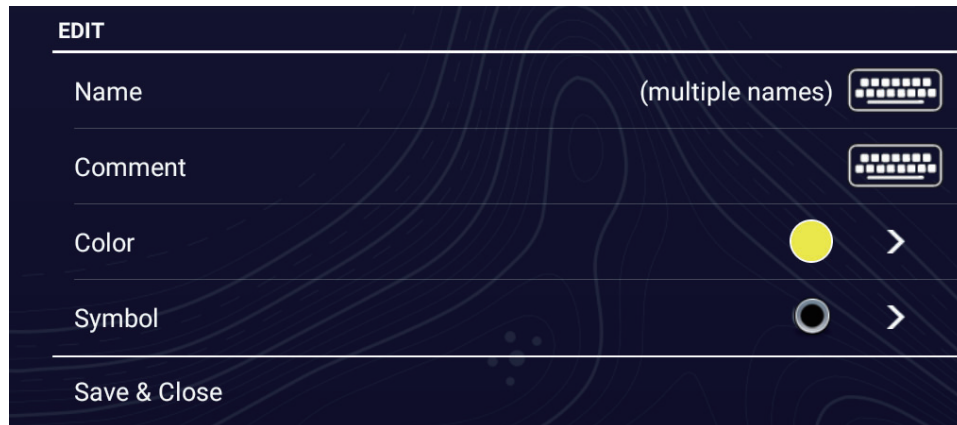 EDIT
Name (multiple names)
Comment
Color
Symbol
Save & Close